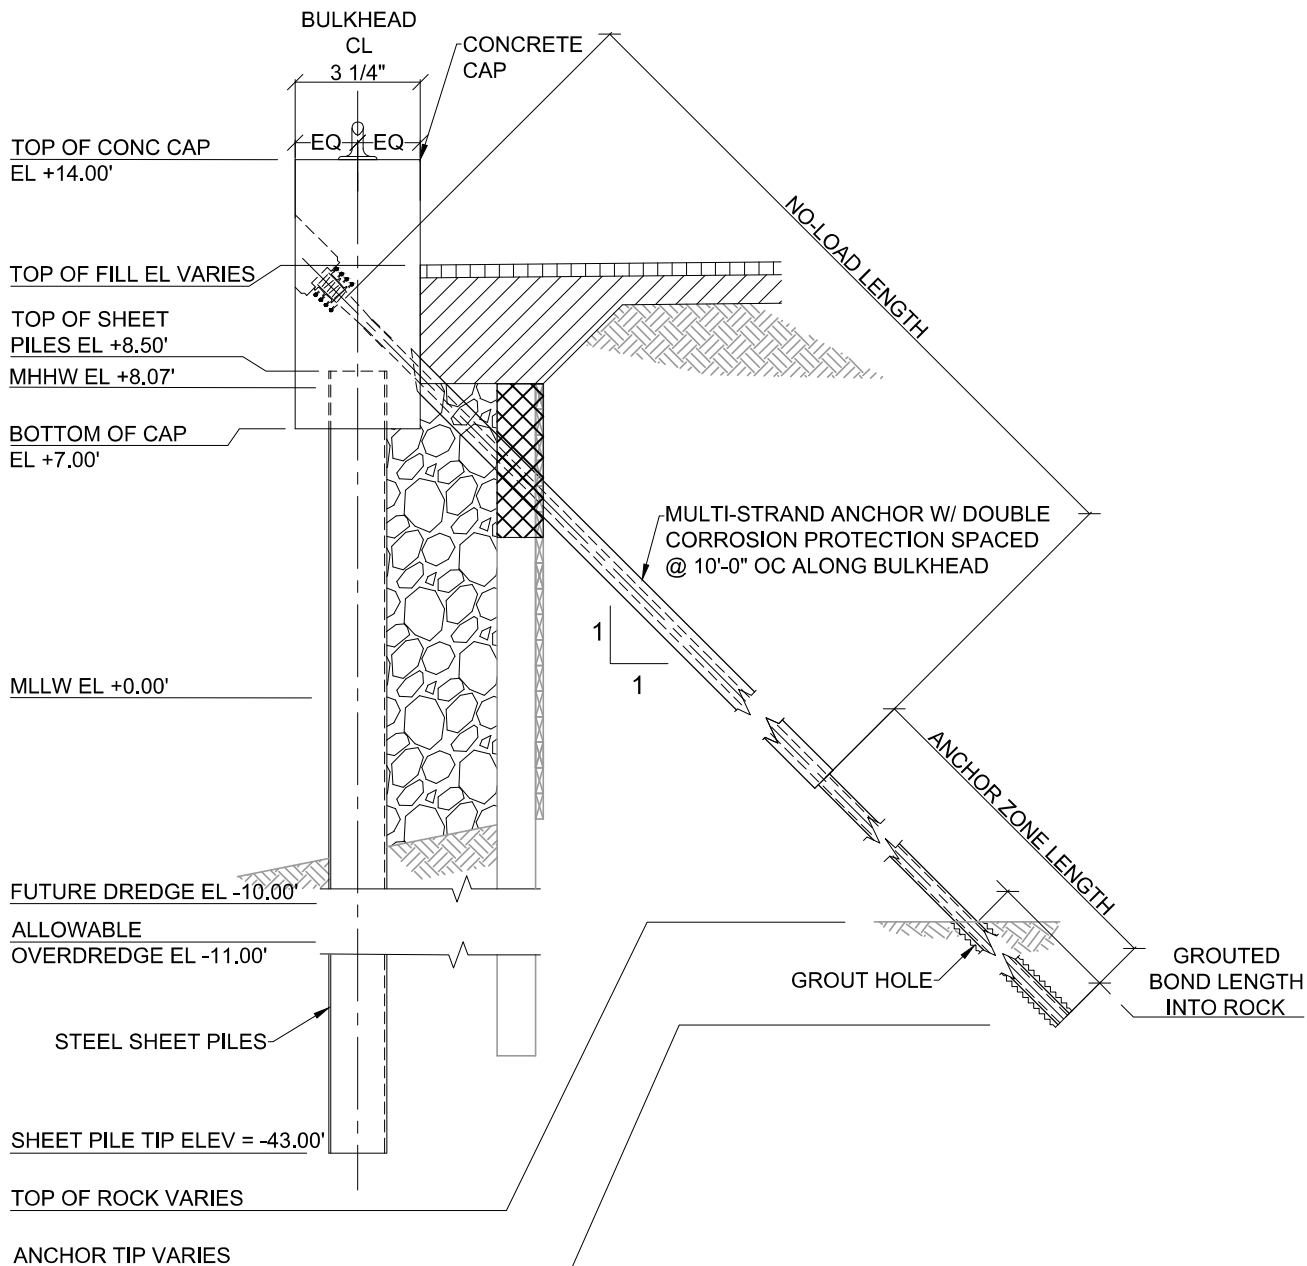 BULKHEAD
CL
3 1/4"
CONCRETE
CAP
EQ EQ
TOP OF CONC CAP
EL +14.00'
NO-LOAD LENGTH
TOP OF FILL EL VARIES
TOP OF SHEET
PILES EL +8.50'
MHHW EL +8.07'
BOTTOM OF CAP
EL +7.00'
MULTI-STRAND ANCHOR W/ DOUBLE
CORROSION PROTECTION SPACED
@ 10'-0" OC ALONG BULKHEAD
1
1
MLLW EL +0.00'
ANCHOR ZONE LENGTH
FUTURE DREDGE EL -10.00'
ALLOWABLE
OVERDREDGE EL -11.00'
GROUT HOLE
GROUTED
BOND LENGTH
INTO ROCK
STEEL SHEET PILES
SHEET PILE TIP ELEV = -43.00'
TOP OF ROCK VARIES
ANCHOR TIP VARIES